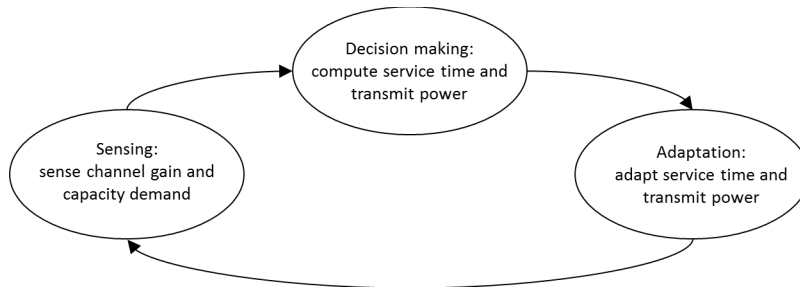 Decision making:
compute service time and
transmit power
Sensing:
sense channel gain and
capacity demand
Adaptation:
adapt service time and
transmit power